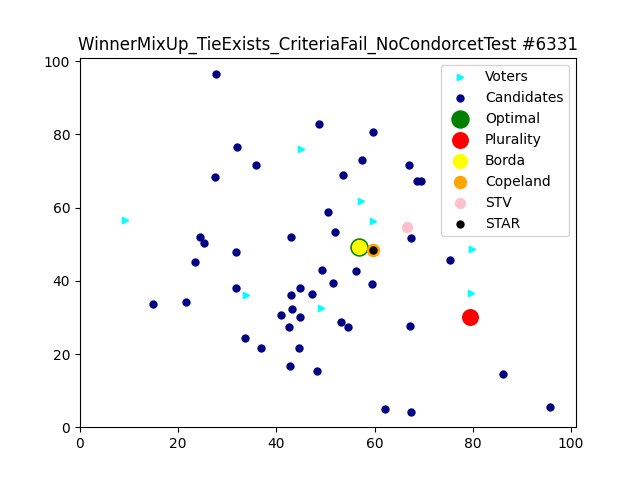 WinnerMixUp_TieExists_CriteriaFail_NoCondorcetTest #6331
100
80
60
40
20
0
0 20 40 60 80 100
Voters
Candidates
Optimal
Plurality
Borda
Copeland
STV
STAR